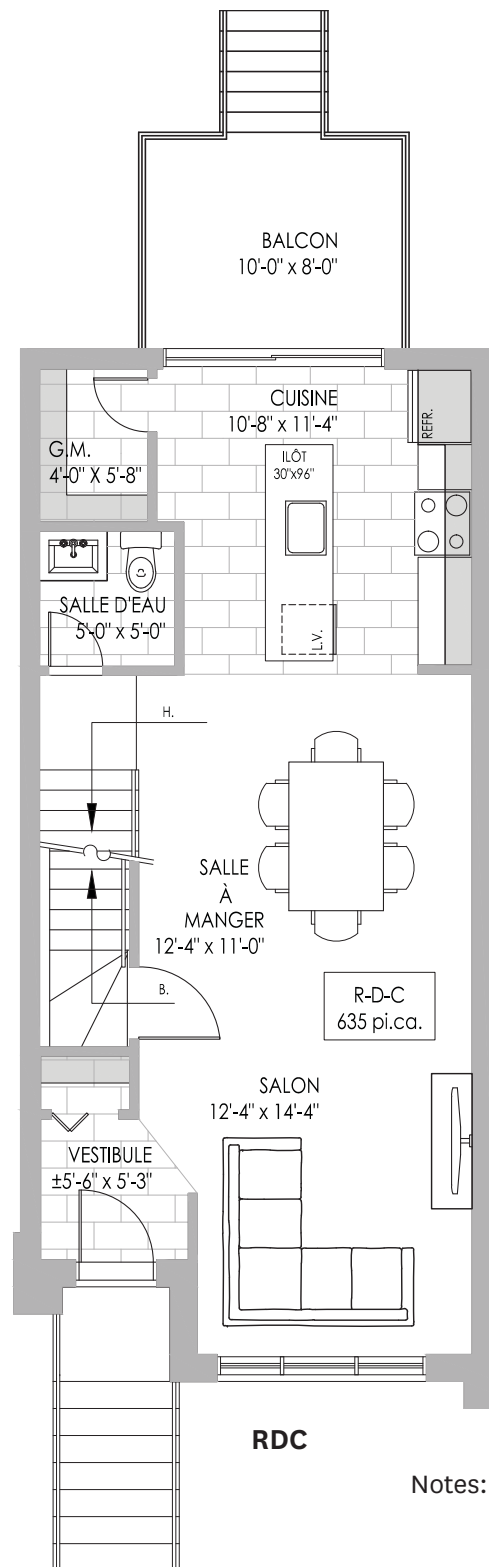 BALCON
10'-0" x 8'-0"
CUISINE
10'-8" x 11'-4"
REFR.
G.M.
4'-0" X 5'-8"
ILÔT
30"x96"
SALLE D'EAU
5'-0" x 5'-0"
L.V.
H.
SALLE
À
MANGER
12'-4" x 11'-0"
B.
R-D-C
635 pi.ca.
SALON
12'-4" x 14'-4"
VESTIBULE
±5'-6" x 5'-3"
RDC
Notes: